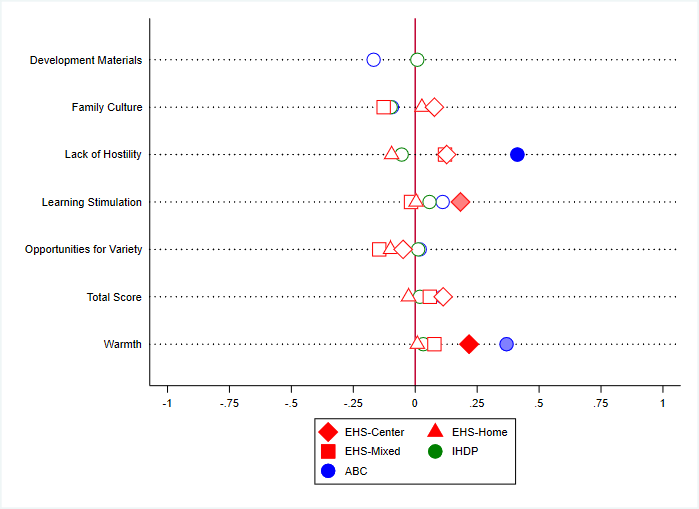 Development Materials
Family Culture
Lack of Hostility
Learning Stimulation
Opportunities for Variety
Total Score
Warmth
-1 -.75 -.5 -.25 0 .25 .5 .75 1
EHS-Center EHS-Home
EHS-Mixed IHDP
ABC